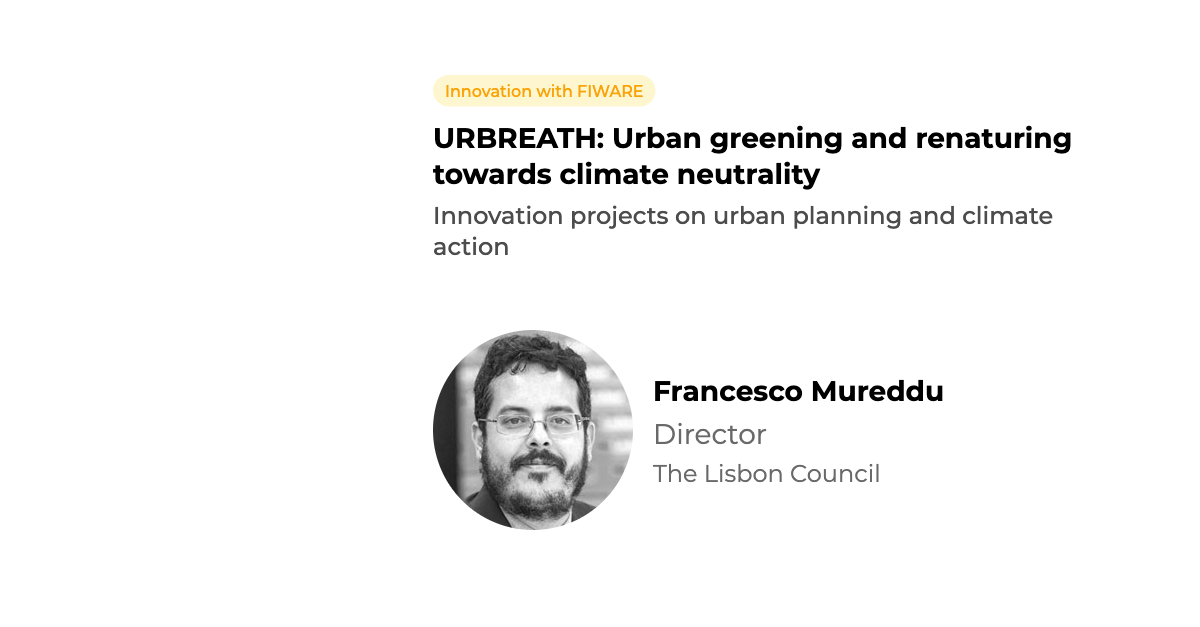 Innovation with FIWARE
URBREATH: Urban greening and renaturing
towards climate neutrality
Innovation projects on urban planning and climate
action
Francesco Mureddu
Director
The Lisbon Council